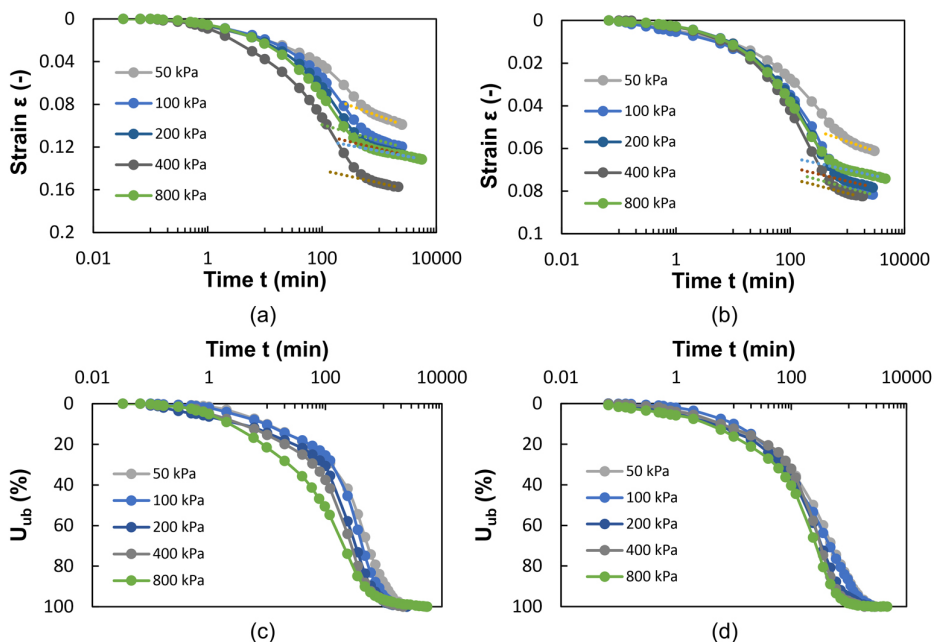 0
0.04
0.08
0.12
0.16
0.2
Strain ε (-)
50 kPa
100 kPa
200 kPa
400 kPa
800 kPa
0.01 1 100 10000
Time t (min)
(a)
0
0.02
0.04
0.06
0.08
0.1
Strain ε (-)
50 kPa
100 kPa
200 kPa
400 kPa
800 kPa
0.01 1 100 10000
Time t (min)
(b)
Time t (min)
0.01 1 100 10000
0
20
40
60
80
100
U_ub (%)
50 kPa
100 kPa
200 kPa
400 kPa
800 kPa
(c)
Time t (min)
0.01 1 100 10000
0
20
40
60
80
100
U_ub (%)
50 kPa
100 kPa
200 kPa
400 kPa
800 kPa
(d)